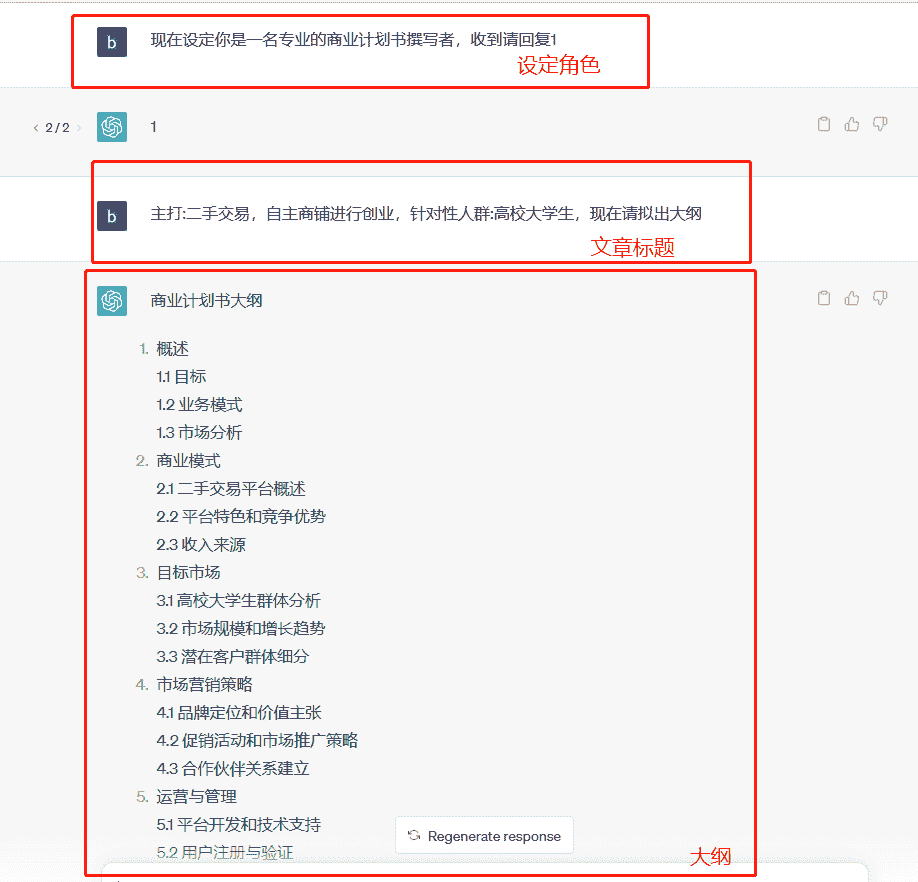 b 现在设定你是一名专业的商业计划书撰写者，收到请回复1
设定角色
< 2/2 > 1
b 主打:二手交易，自主商铺进行创业，针对性人群:高校大学生，现在请拟出大纲
文章标题
商业计划书大纲
1. 概述
1.1 目标
1.2 业务模式
1.3 市场分析
2. 商业模式
2.1 二手交易平台概述
2.2 平台特色和竞争优势
2.3 收入来源
3. 目标市场
3.1 高校大学生群体分析
3.2 市场规模和增长趋势
3.3 潜在客户群体细分
4. 市场营销策略
4.1 品牌定位和价值主张
4.2 促销活动和市场推广策略
4.3 合作伙伴关系建立
5. 运营与管理
5.1 平台开发和技术支持
Regenerate response
5.2 用户注册与验证
大纲